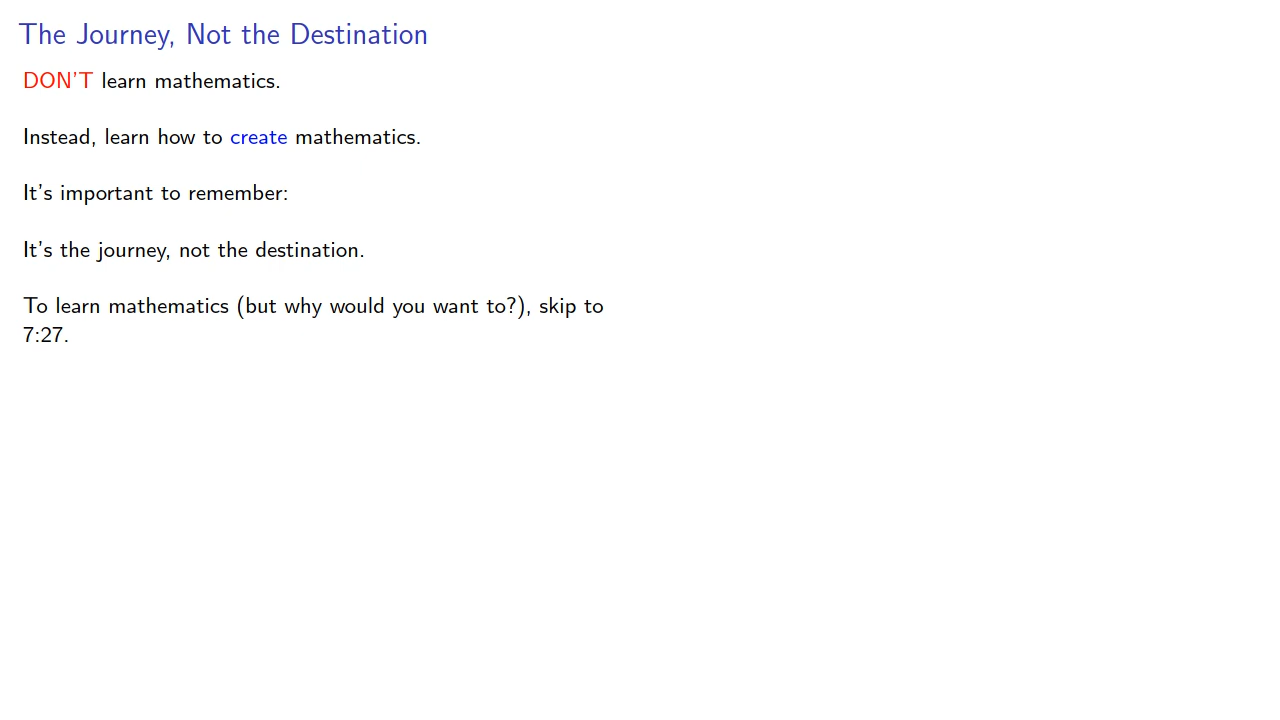 The Journey, Not the Destination
DON'T learn mathematics.
Instead, learn how to create mathematics.
It's important to remember:
It's the journey, not the destination.
To learn mathematics (but why would you want to?), skip to
7:27.